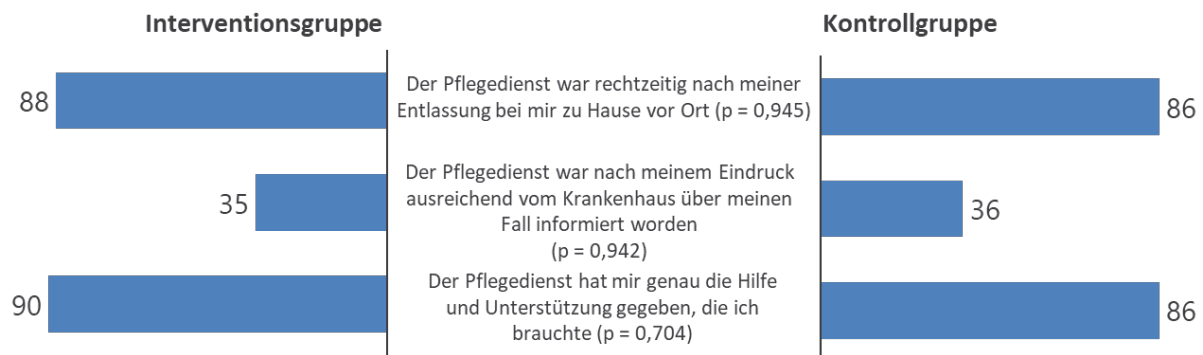 Interventionsgruppe
Kontrollgruppe
88
Der Pflegedienst war rechtzeitig nach meiner
Entlassung bei mir zu Hause vor Ort (p = 0,945)
86
35
Der Pflegedienst war nach meinem Eindruck
ausreichend vom Krankenhaus über meinen
Fall informiert worden
(p = 0,942)
36
90
Der Pflegedienst hat mir genau die Hilfe
und Unterstützung gegeben, die ich
brauchte (p = 0,704)
86